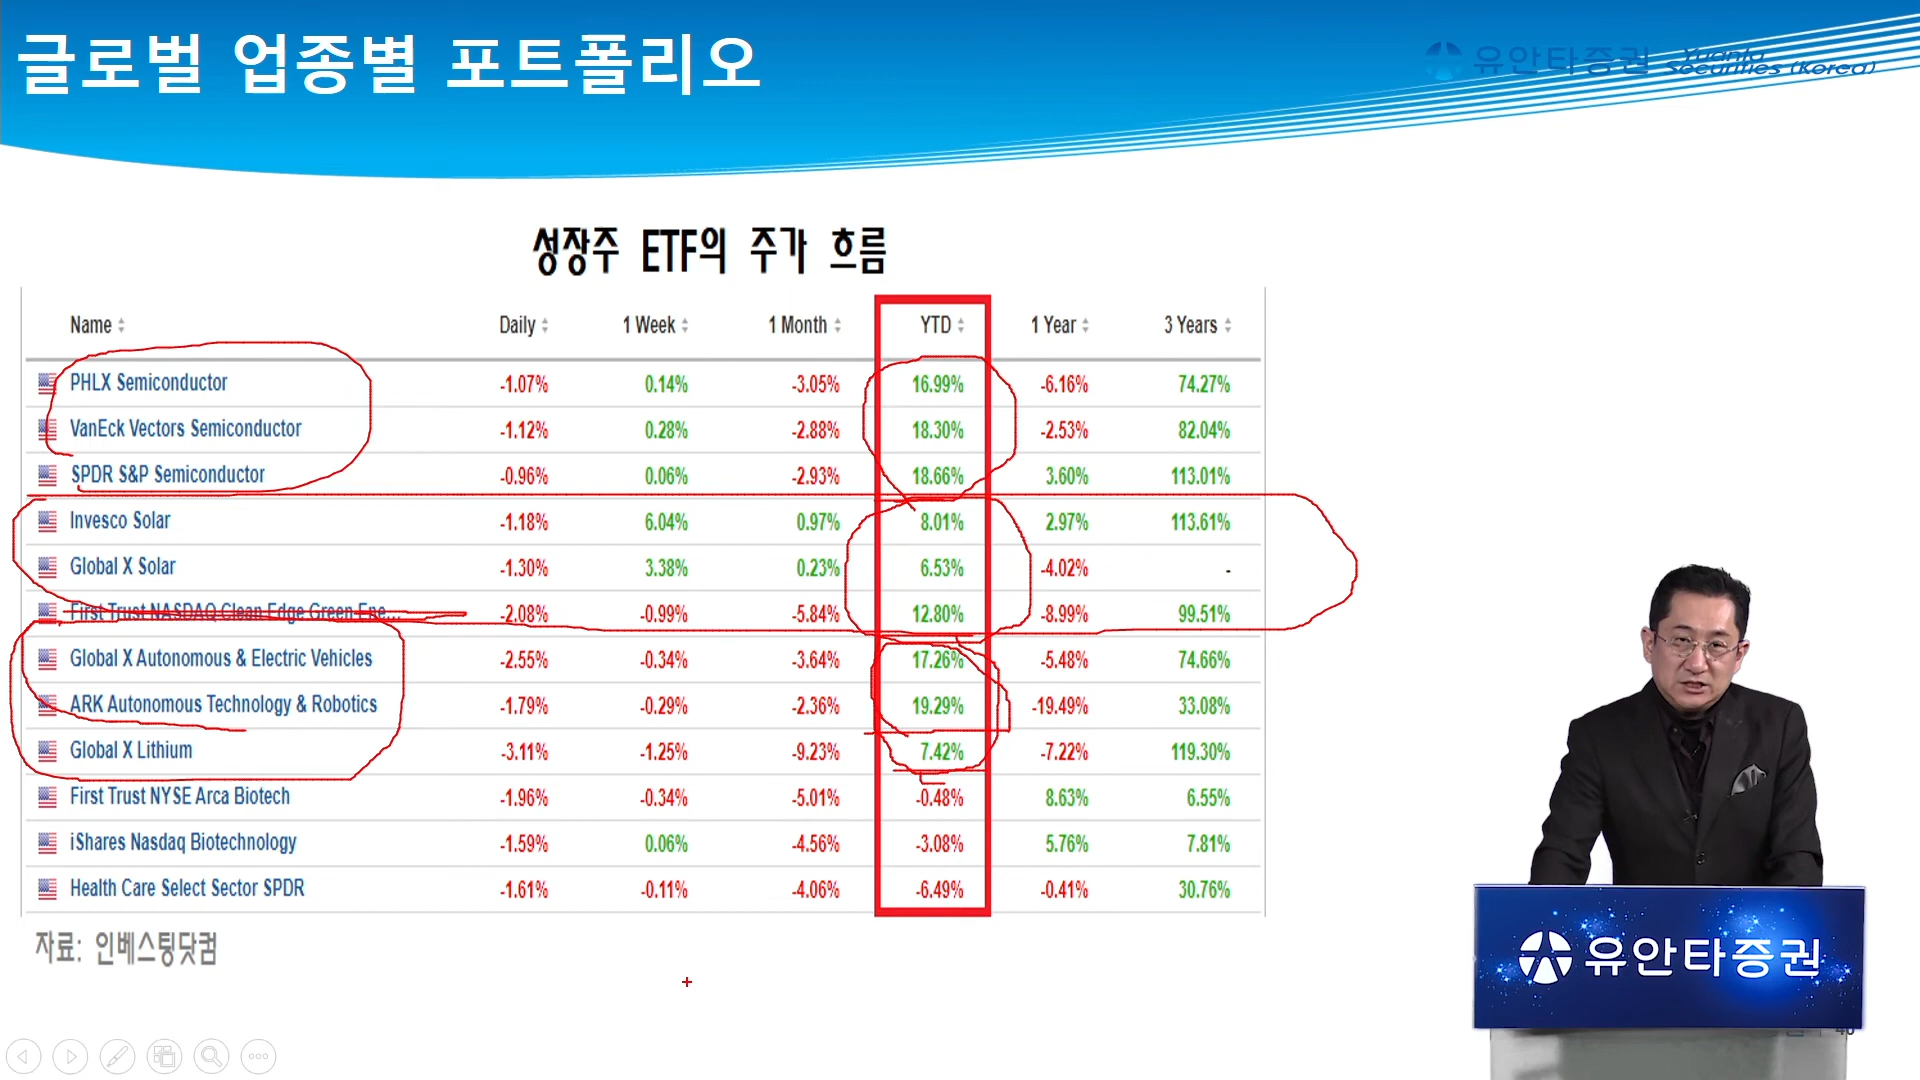 글로벌 업종별 포트폴리오
유안타증권 Yuanta Securities (Korea)
성장주 ETF의 주가 흐름
Name Daily 1 Week 1 Month YTD 1 Year 3 Years
PHLX Semiconductor -1.07% 0.14% -3.05% 16.99% -6.16% 74.27%
VanEck Vectors Semiconductor -1.12% 0.28% -2.88% 18.30% -2.53% 82.04%
SPDR S&P Semiconductor -0.96% 0.06% -2.93% 18.66% 3.60% 113.01%
Invesco Solar -1.18% 6.04% 0.97% 8.01% 2.97% 113.61%
Global X Solar -1.30% 3.38% 0.23% 6.53% -4.02% -
First Trust NASDAQ Clean Edge Green Ene... -2.08% -0.99% -5.84% 12.80% -8.99% 99.51%
Global X Autonomous & Electric Vehicles -2.55% -0.34% -3.64% 17.26% -5.48% 74.66%
ARK Autonomous Technology & Robotics -1.79% -0.29% -2.36% 19.29% -19.49% 33.08%
Global X Lithium -3.11% -1.25% -9.23% 7.42% -7.22% 119.30%
First Trust NYSE Arca Biotech -1.96% -0.34% -5.01% -0.48% 8.63% 6.55%
iShares Nasdaq Biotechnology -1.59% 0.06% -4.56% -3.08% 5.76% 7.81%
Health Care Select Sector SPDR -1.61% -0.11% -4.06% -6.49% -0.41% 30.76%
자료: 인베스팅닷컴
유안타증권